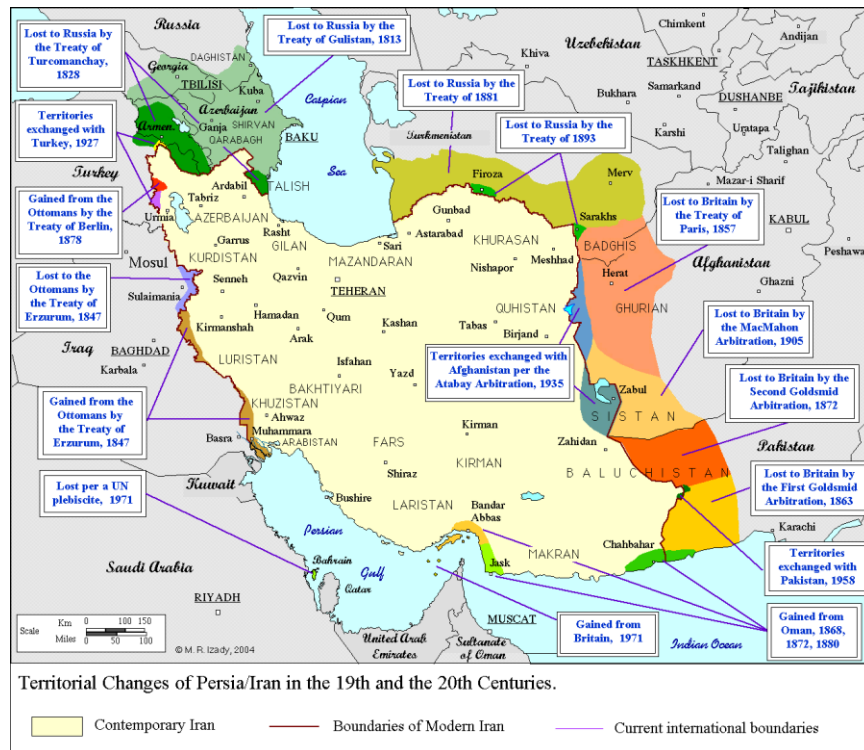 Russia
Lost to Russia by
the Treaty of
Turcomanchay,
1828
Lost to Russia by the
Treaty of Gulistan, 1813
DAGHISTAN
Georgia
TBILISI
Kuba
Azerbaijan
Ganja
SHIRVAN
QARABAGH
Armen.
BAKU
TALISH
Caspian
Sea
Territories
exchanged with
Turkey, 1927
Turkey
Gained from the
Ottomans by the
Treaty of Berlin,
1878
Lost to Russia by the
Treaty of 1881
Lost to Russia by the
Treaty of 1893
Turkmenistan
Uzbekistan
Khiva
Bukhara
Chimkent
Andijan
TASHKENT
Tajikistan
Samarkand
DUSHANBE
Karshi
Uratapa
Talighan
Mazar-i Sharif
Firoza
Merv
Sarakhs
BADGHIS
Lost to Britain by
the Treaty of
Paris, 1857
KABUL
Peshawa
Afghanistan
Ghazni
Herat
GHURIAN
Ardabil
Tabriz
Urmia
AZERBAIJAN
Rasht
Garrus
GILAN
KURDISTAN
Mosul
Lost to the
Ottomans by
the Treaty of
Erzurum, 1847
Sulaimania
Senneh
Qazvin
MAZANDARAN
Sari
Astarabad
Gunbad
KHURASAN
Nishapor
Meshhad
TEHERAN
Hamadan
Qum
Kirmanshah
Arak
Kashan
QUHISTAN
Tabas
Birjand
Iraq
BAGHDAD
Karbala
LURISTAN
Isfahan
BAKHTIYARI
Yazd
Territories exchanged with
Afghanistan per the
Atabay Arbitration, 1935
Lost to Britain by
the MacMahon
Arbitration, 1905
Zabul
SISTAN
Gained from
the Ottomans by
the Treaty of
Erzurum, 1847
KHUZISTAN
Ahwaz
Muhammara
ARABISTAN
Basra
Kuwait
FARS
Shiraz
Kirman
KIRMAN
Zahidan
BALUCHISTAN
Lost to Britain by the
Second Goldsmid
Arbitration, 1872
Pakistan
Lost to Britain by
the First Goldsmid
Arbitration, 1863
Karachi
Lost per a UN
plebiscite, 1971
Bushire
LARISTAN
Bandar
Abbas
Chahbahar
MAKRAN
Jask
Territories
exchanged with
Pakistan, 1958
Persian
Gulf
Bahrain
Qatar
Saudi Arabia
RIYADH
MUSCAT
Gained from
Britain, 1971
Gained from
Oman, 1868,
1872, 1880
United Arab
Emirates
Sultanate
of Oman
Indian Ocean
Km 0 50 100 150
Scale
Miles 0 50 100
© M. R. Izady, 2004
Territorial Changes of Persia/Iran in the 19th and the 20th Centuries.
Contemporary Iran
Boundaries of Modern Iran
Current international boundaries